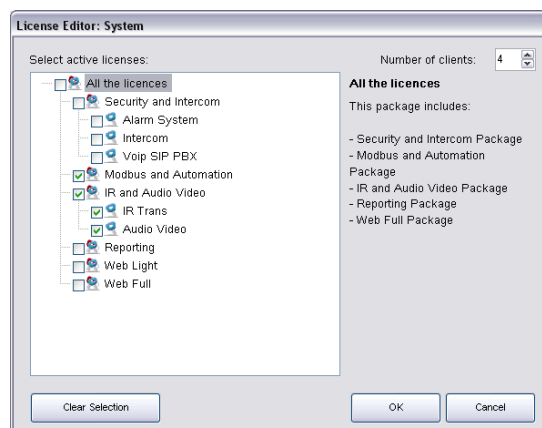 License Editor: System
Select active licenses:
Number of clients: 4
All the licences
Security and Intercom
Alarm System
Intercom
Voip SIP PBX
Modbus and Automation
IR and Audio Video
IR Trans
Audio Video
Reporting
Web Light
Web Full
All the licences
This package includes:
- Security and Intercom Package
- Modbus and Automation
Package
- IR and Audio Video Package
- Reporting Package
- Web Full Package
Clear Selection
OK
Cancel